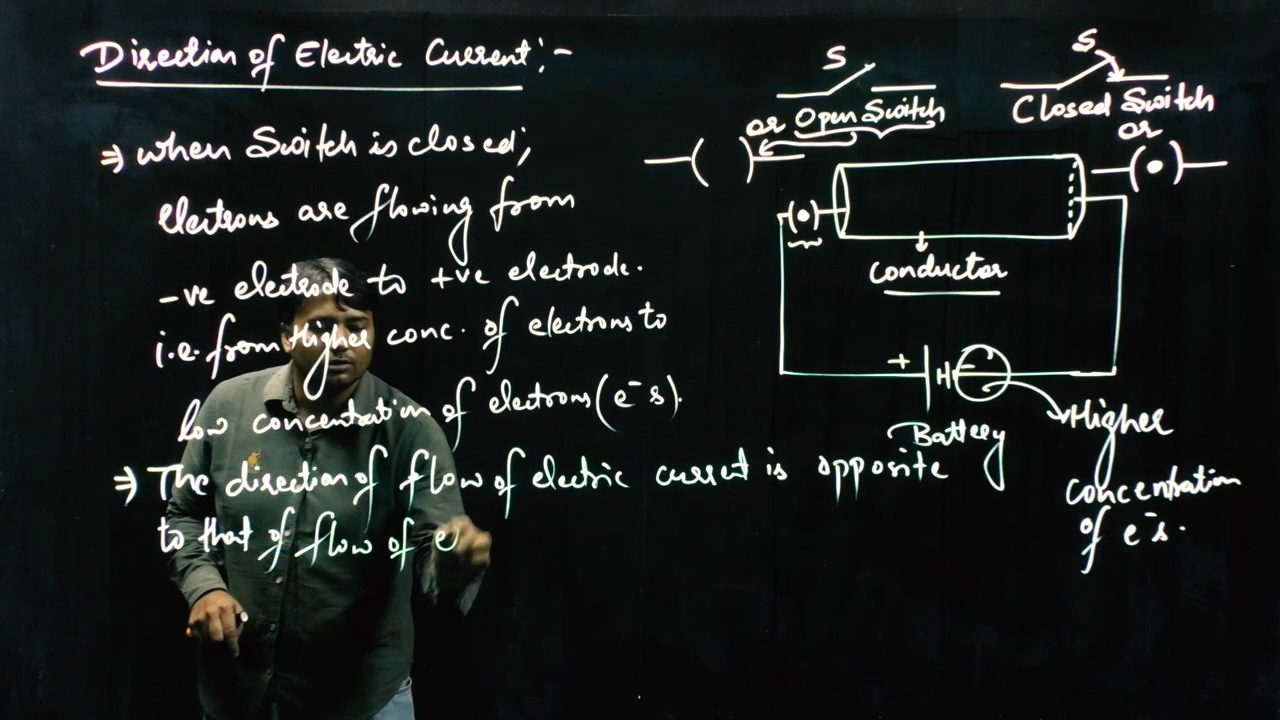 Direction of Electric Current :-
⇒ when Switch is closed,
electrons are flowing from
-ve electrode to +ve electrode.
i.e. from Higher conc. of electrons to
low concentration of electrons (e⁻s).
⇒ The direction of flow of electric current is opposite
to that of flow of e
S
Open Switch
or
S
Closed Switch
or
conductor
+
-
Battery
Higher
concentration
of e⁻s.